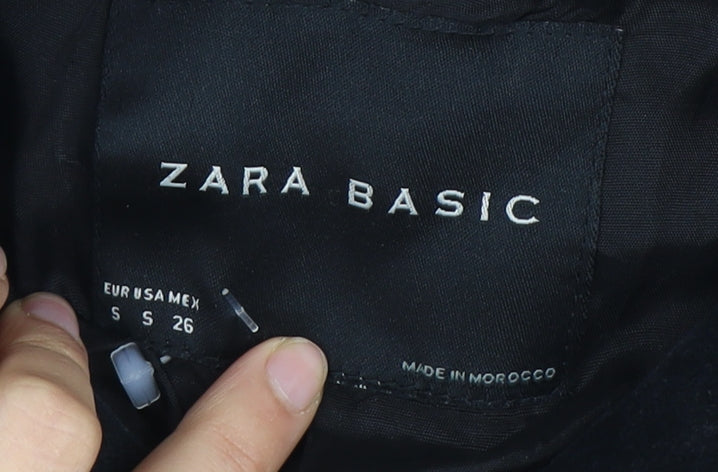 ZARA BASIC
EUR USA MEX
S S 26
MADE IN MOROCCO